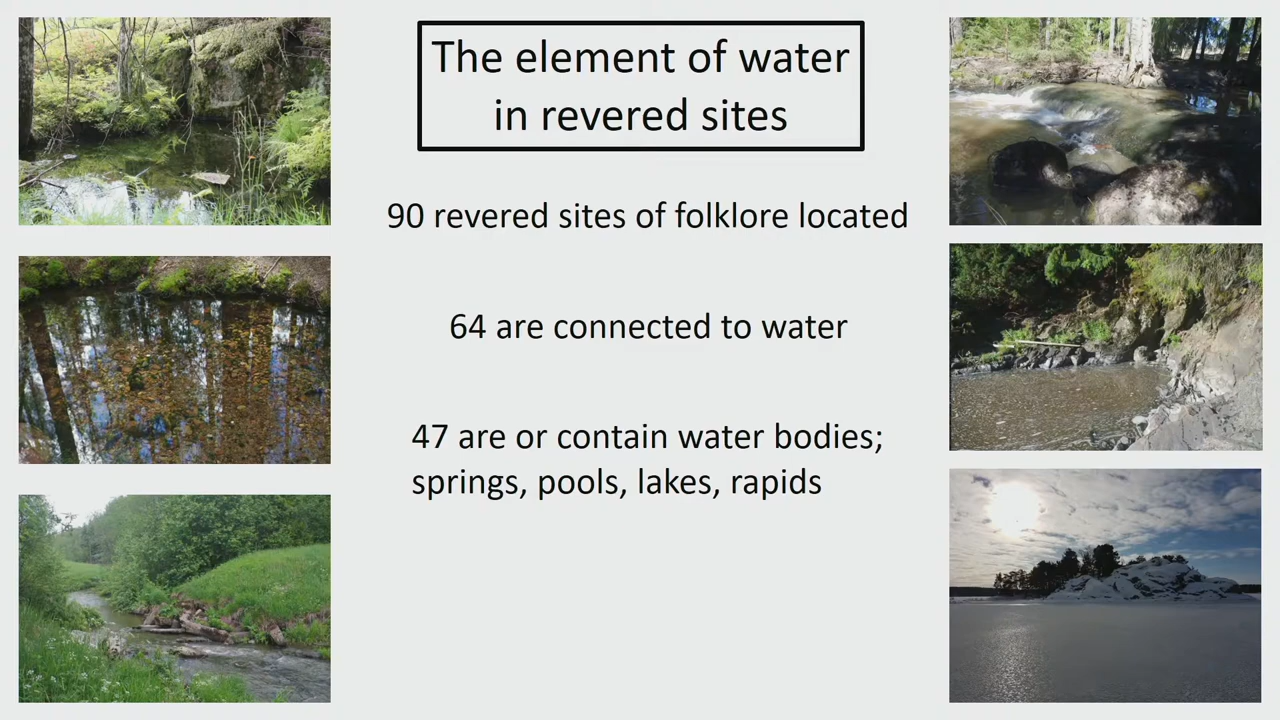 The element of water
in revered sites
90 revered sites of folklore located
64 are connected to water
47 are or contain water bodies;
springs, pools, lakes, rapids